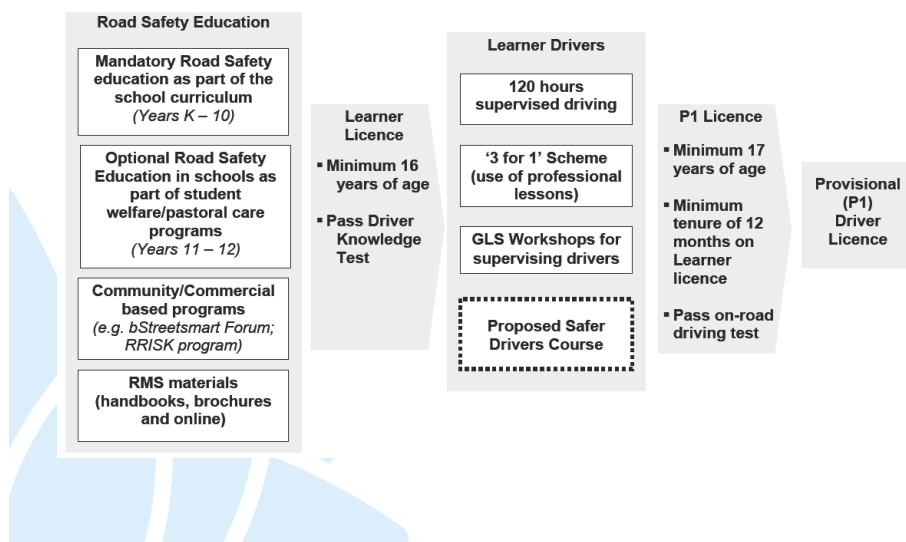 Road Safety Education
Mandatory Road Safety
education as part of the
school curriculum
(Years K – 10)
Optional Road Safety
Education in schools as
part of student
welfare/pastoral care
programs
(Years 11 – 12)
Community/Commercial
based programs
(e.g. bStreetsmart Forum;
RRISK program)
RMS materials
(handbooks, brochures
and online)
Learner
Licence
▪ Minimum 16
years of age
▪ Pass Driver
Knowledge
Test
Learner Drivers
120 hours
supervised driving
‘3 for 1’ Scheme
(use of professional
lessons)
GLS Workshops for
supervising drivers
Proposed Safer
Drivers Course
P1 Licence
▪ Minimum 17
years of age
▪ Minimum
tenure of 12
months on
Learner
licence
▪ Pass on-road
driving test
Provisional
(P1)
Driver
Licence